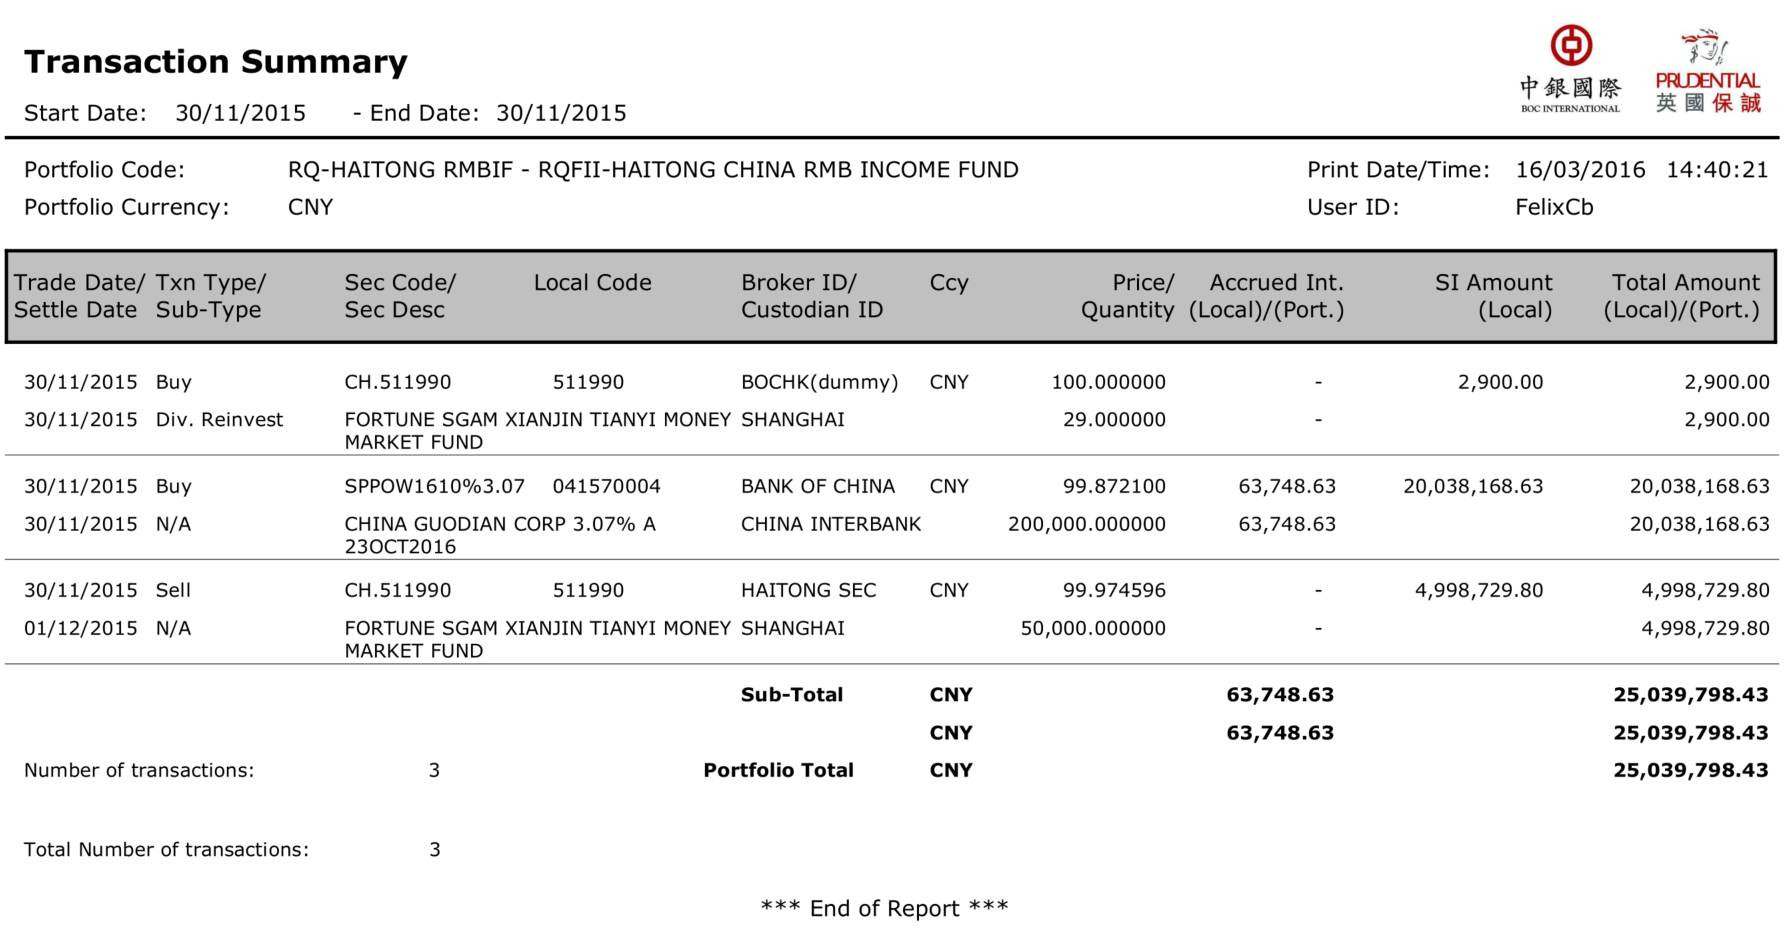 Transaction Summary
中銀國際
BOC INTERNATIONAL
PRUDENTIAL
英國保誠
Start Date: 30/11/2015 - End Date: 30/11/2015
Portfolio Code: RQ-HAITONG RMBIF - RQFII-HAITONG CHINA RMB INCOME FUND Print Date/Time: 16/03/2016 14:40:21
Portfolio Currency: CNY User ID: FelixCb
Trade Date/ Txn Type/ Sec Code/ Local Code Broker ID/ Ccy Price/ Accrued Int. SI Amount Total Amount
Settle Date Sub-Type Sec Desc Custodian ID Quantity (Local)/(Port.) (Local) (Local)/(Port.)
30/11/2015 Buy CH.511990 511990 BOCHK(dummy) CNY 100.000000 - 2,900.00 2,900.00
30/11/2015 Div. Reinvest FORTUNE SGAM XIANJIN TIANYI MONEY SHANGHAI 29.000000 - 2,900.00
MARKET FUND
30/11/2015 Buy SPPOW1610%3.07 041570004 BANK OF CHINA CNY 99.872100 63,748.63 20,038,168.63 20,038,168.63
30/11/2015 N/A CHINA GUODIAN CORP 3.07% A CHINA INTERBANK 200,000.000000 63,748.63 20,038,168.63
23OCT2016
30/11/2015 Sell CH.511990 511990 HAITONG SEC CNY 99.974596 - 4,998,729.80 4,998,729.80
01/12/2015 N/A FORTUNE SGAM XIANJIN TIANYI MONEY SHANGHAI 50,000.000000 - 4,998,729.80
MARKET FUND
Sub-Total CNY 63,748.63 25,039,798.43
CNY 63,748.63 25,039,798.43
Number of transactions: 3 Portfolio Total CNY 25,039,798.43
Total Number of transactions: 3
*** End of Report ***